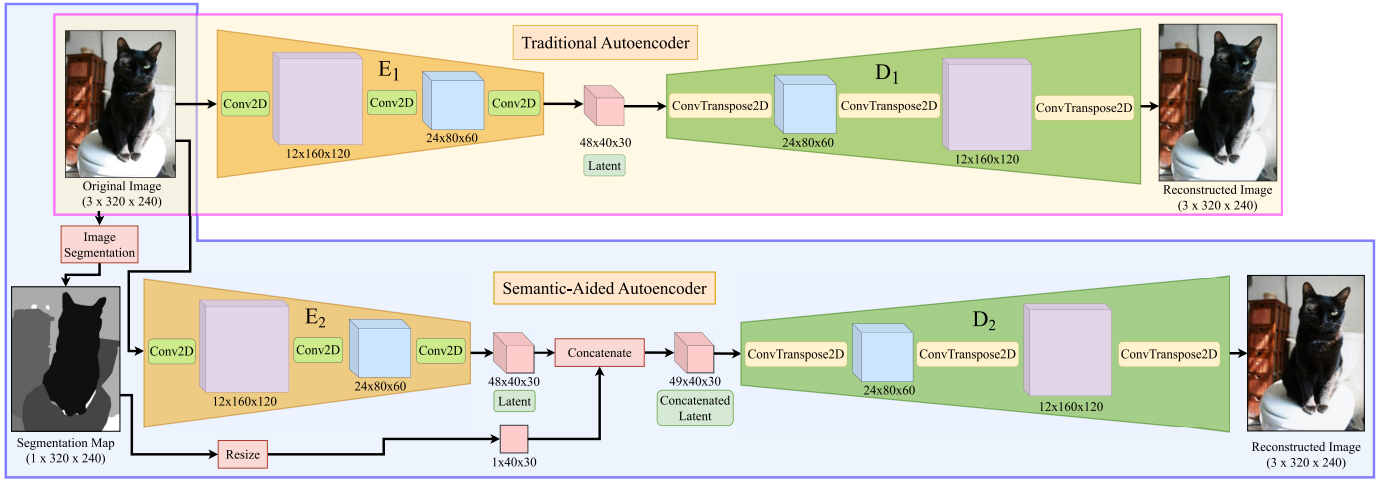 Traditional Autoencoder
E1
Conv2D
Conv2D
Conv2D
12x160x120
24x80x60
48x40x30
Latent
D1
ConvTranspose2D
ConvTranspose2D
ConvTranspose2D
24x80x60
12x160x120
Original Image
(3 x 320 x 240)
Reconstructed Image
(3 x 320 x 240)
Image
Segmentation
Semantic-Aided Autoencoder
E2
Conv2D
Conv2D
Conv2D
12x160x120
24x80x60
48x40x30
Latent
Concatenate
49x40x30
Concatenated
Latent
D2
ConvTranspose2D
ConvTranspose2D
ConvTranspose2D
24x80x60
12x160x120
Segmentation Map
(1 x 320 x 240)
Resize
1x40x30
Reconstructed Image
(3 x 320 x 240)